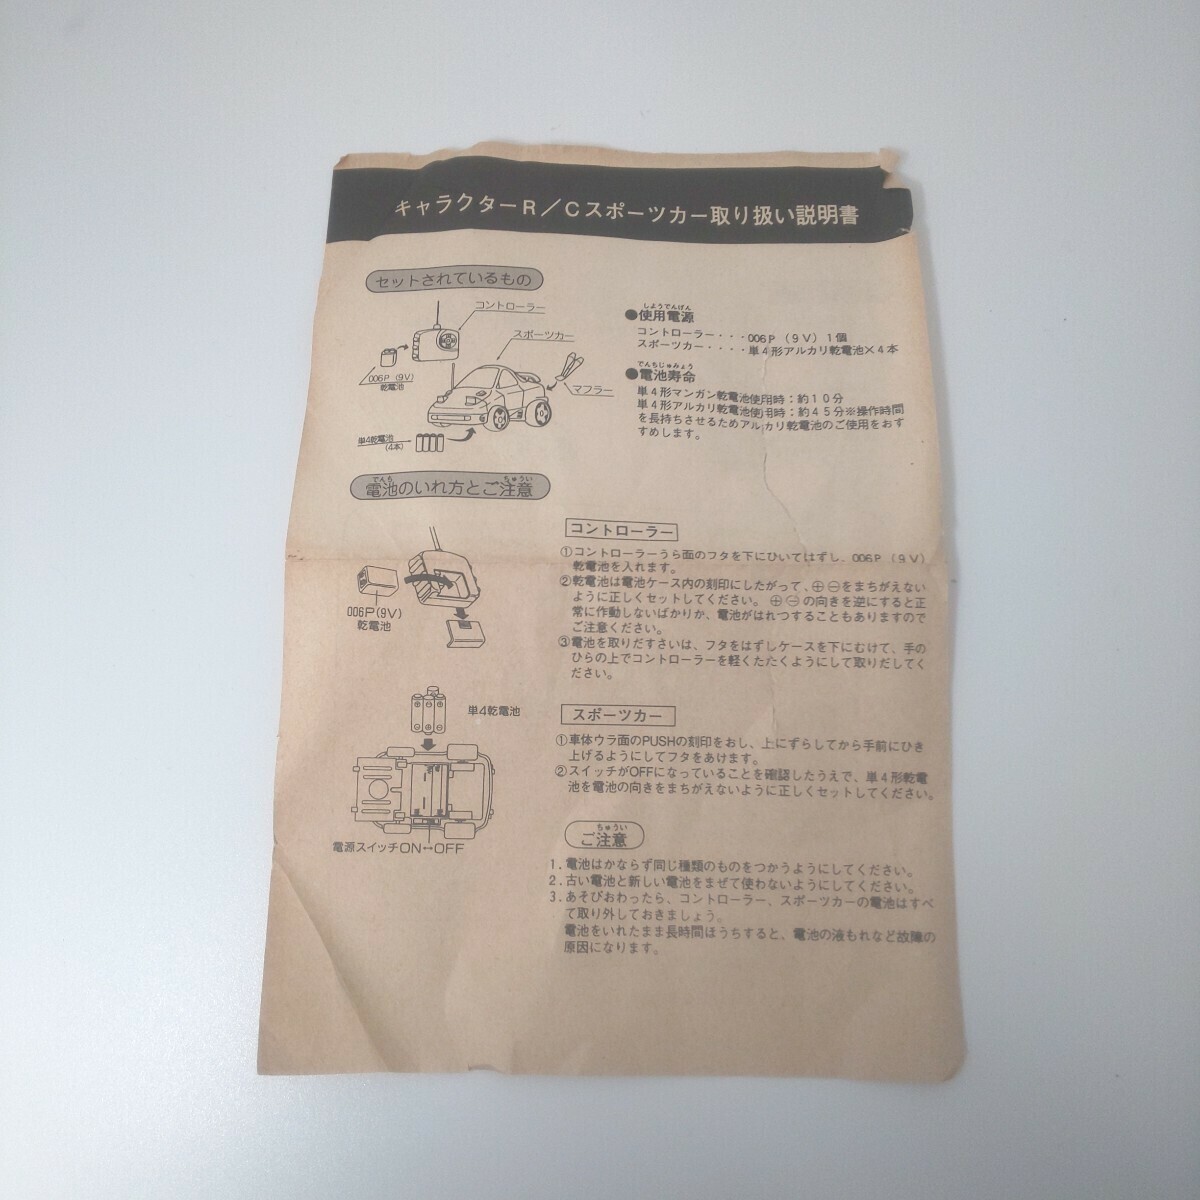 キャラクターR/Cスポーツカー取り扱い説明書
セットされているもの
コントローラー
スポーツカー
マフラー
006P (9V)
乾電池
単4乾電池
(4本)
しようでんげん
●使用電源
コントローラー・・・006P (9V) 1個
スポーツカー・・・・単4形アルカリ乾電池×4本
でんちじゅみょう
●電池寿命
単4形マンガン乾電池使用時:約10分
単4形アルカリ乾電池使用時:約45分※操作時間
を長持ちさせるためアルカリ乾電池のご使用をおす
すめします。
でんち ちゅうい
電池のいれ方とご注意
006P(9V)
乾電池
コントローラー
①コントローラーうら面のフタを下にひいてはずし、006P (9V)
乾電池を入れます。
②乾電池は電池ケース内の刻印にしたがって、⊕⊖をまちがえない
ように正しくセットしてください。⊕⊖の向きを逆にすると正
常に作動しないばかりか、電池がはれつすることもありますので
ご注意ください。
③電池を取りだすさいは、フタをはずしケースを下にむけて、手の
ひらの上でコントローラーを軽くたたくようにして取りだしてく
ださい。
単4乾電池
電源スイッチON↔OFF
スポーツカー
①車体ウラ面のPUSHの刻印をおし、上にずらしてから手前にひき
上げるようにしてフタをあけます。
②スイッチがOFFになっていることを確認したうえで、単4形乾電
池を電池の向きをまちがえないように正しくセットしてください。
ちゅうい
ご注意
1.電池はかならず同じ種類のものをつかうようにしてください。
2.古い電池と新しい電池をまぜて使わないようにしてください。
3.あそびおわったら、コントローラー、スポーツカーの電池はすべ
て取り外しておきましょう。
電池をいれたまま長時間ほうちすると、電池の液もれなど故障の
原因になります。